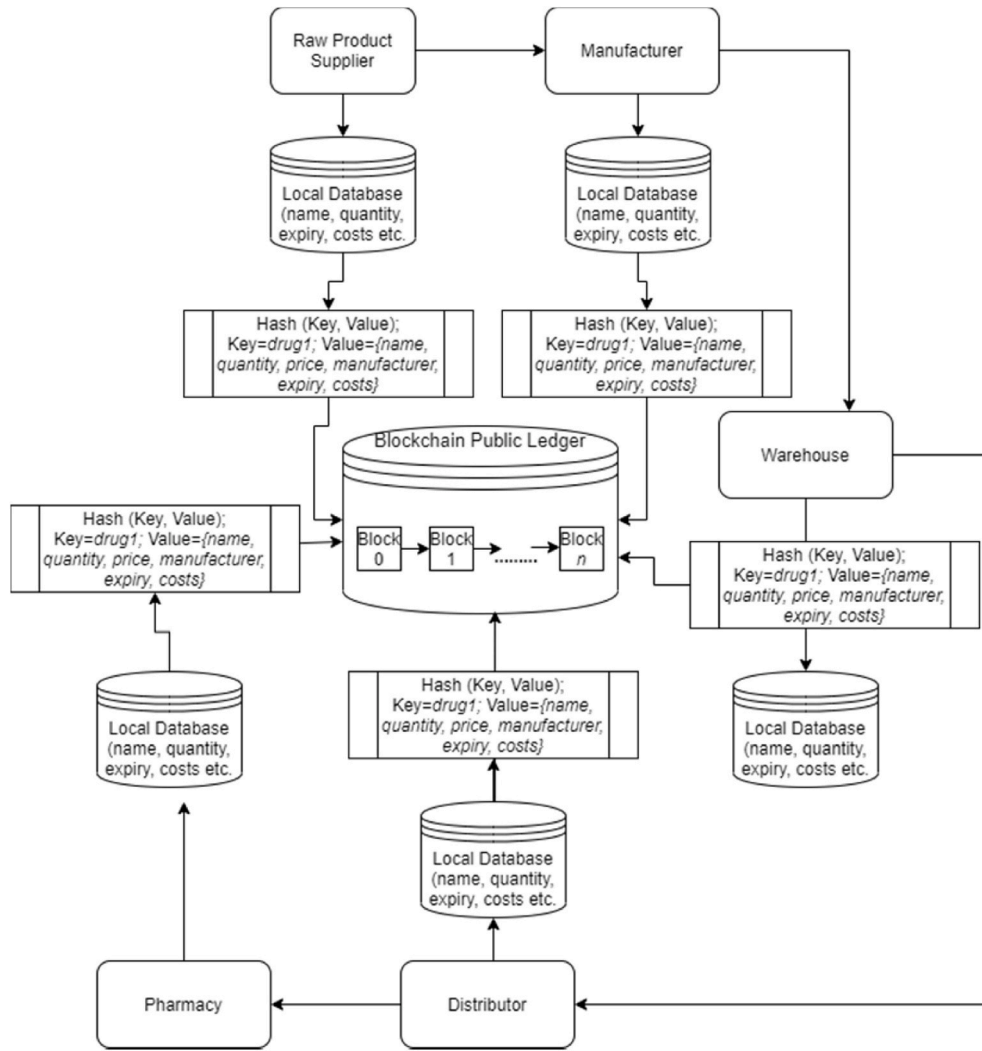 Raw Product
Supplier
Manufacturer
Local Database
(name, quantity,
expiry, costs etc.
Local Database
(name, quantity,
expiry, costs etc.
Hash (Key, Value);
Key=drug1; Value={name,
quantity, price, manufacturer,
expiry, costs}
Hash (Key, Value);
Key=drug1; Value={name,
quantity, price, manufacturer,
expiry, costs}
Blockchain Public Ledger
Warehouse
Hash (Key, Value);
Key=drug1; Value={name,
quantity, price, manufacturer,
expiry, costs}
Block
0
Block
1
.........
Block
n
Hash (Key, Value);
Key=drug1; Value={name,
quantity, price, manufacturer,
expiry, costs}
Hash (Key, Value);
Key=drug1; Value={name,
quantity, price, manufacturer,
expiry, costs}
Local Database
(name, quantity,
expiry, costs etc.
Local Database
(name, quantity,
expiry, costs etc.
Local Database
(name, quantity,
expiry, costs etc.
Pharmacy
Distributor